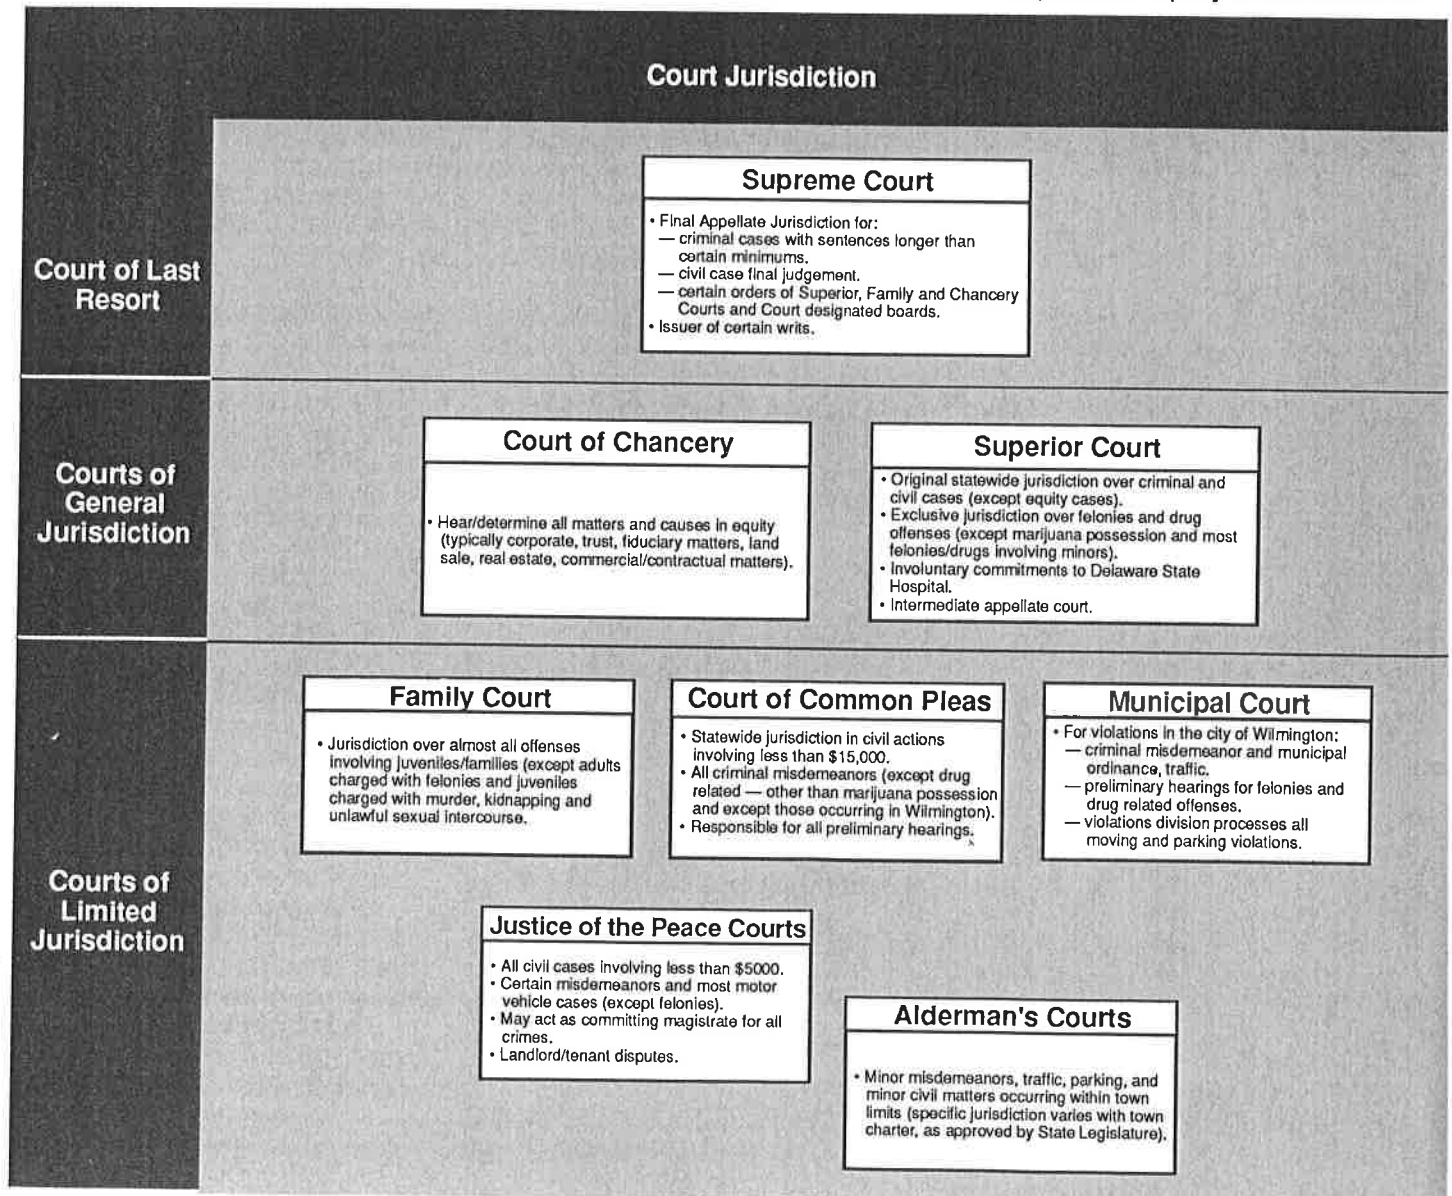 Court Jurisdiction
Court of Last
Resort
Supreme Court
• Final Appellate Jurisdiction for:
— criminal cases with sentences longer than
certain minimums.
— civil case final judgement.
— certain orders of Superior, Family and Chancery
Courts and Court designated boards.
• Issuer of certain writs.
Courts of
General
Jurisdiction
Court of Chancery
• Hear/determine all matters and causes in equity
(typically corporate, trust, fiduciary matters, land
sale, real estate, commercial/contractual matters).
Superior Court
• Original statewide jurisdiction over criminal and
civil cases (except equity cases).
• Exclusive jurisdiction over felonies and drug
offenses (except marijuana possession and most
felonies/drugs involving minors).
• Involuntary commitments to Delaware State
Hospital.
• Intermediate appellate court.
Courts of
Limited
Jurisdiction
Family Court
• Jurisdiction over almost all offenses
involving juveniles/families (except adults
charged with felonies and juveniles
charged with murder, kidnapping and
unlawful sexual intercourse.
Court of Common Pleas
• Statewide jurisdiction in civil actions
involving less than $15,000.
• All criminal misdemeanors (except drug
related — other than marijuana possession
and except those occurring in Wilmington).
• Responsible for all preliminary hearings.
Municipal Court
• For violations in the city of Wilmington:
— criminal misdemeanor and municipal
ordinance, traffic.
— preliminary hearings for felonies and
drug related offenses.
— violations division processes all
moving and parking violations.
Justice of the Peace Courts
• All civil cases involving less than $5000.
• Certain misdemeanors and most motor
vehicle cases (except felonies).
• May act as committing magistrate for all
crimes.
• Landlord/tenant disputes.
Alderman's Courts
• Minor misdemeanors, traffic, parking, and
minor civil matters occurring within town
limits (specific jurisdiction varies with town
charter, as approved by State Legislature).